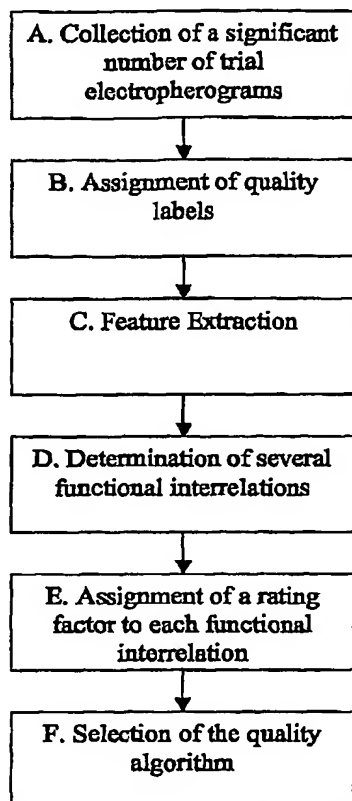 A. Collection of a significant
number of trial
electropherograms
B. Assignment of quality
labels
C. Feature Extraction
D. Determination of several
functional interrelations
E. Assignment of a rating
factor to each functional
interrelation
F. Selection of the quality
algorithm